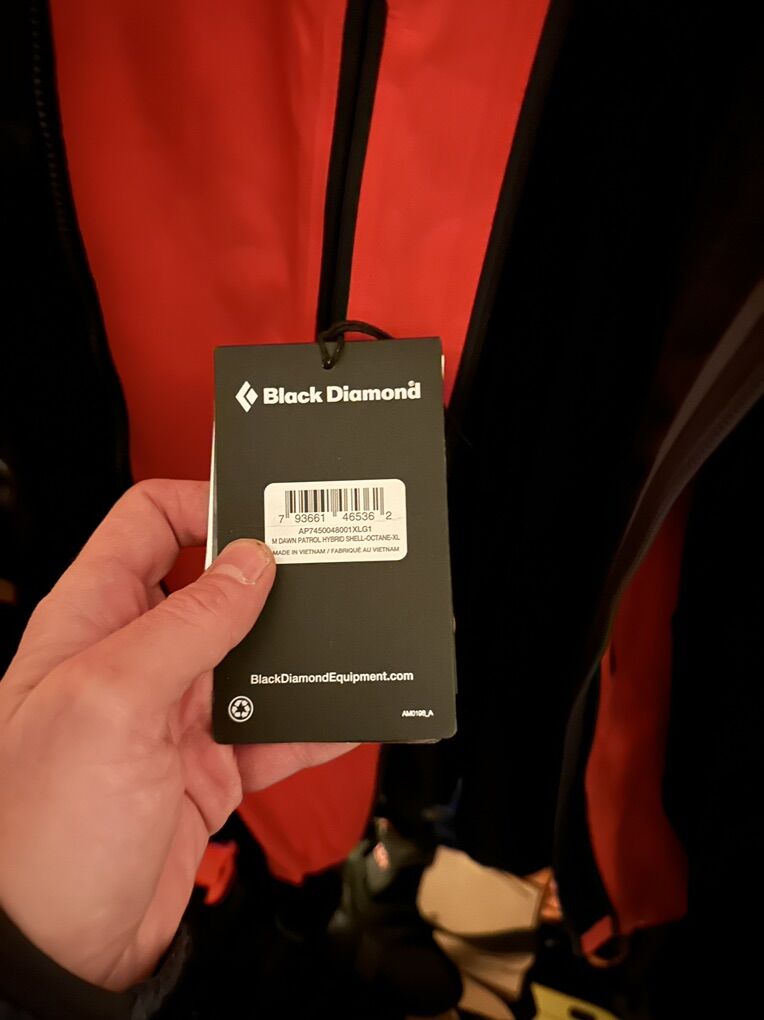 Black Diamond
7 93661 46536 2
AP7450048001XLG1
M DAWN PATROL HYBRID SHELL-OCTANE-XL
MADE IN VIETNAM / FABRIQUÉ AU VIETNAM
BlackDiamondEquipment.com
AM0198_A